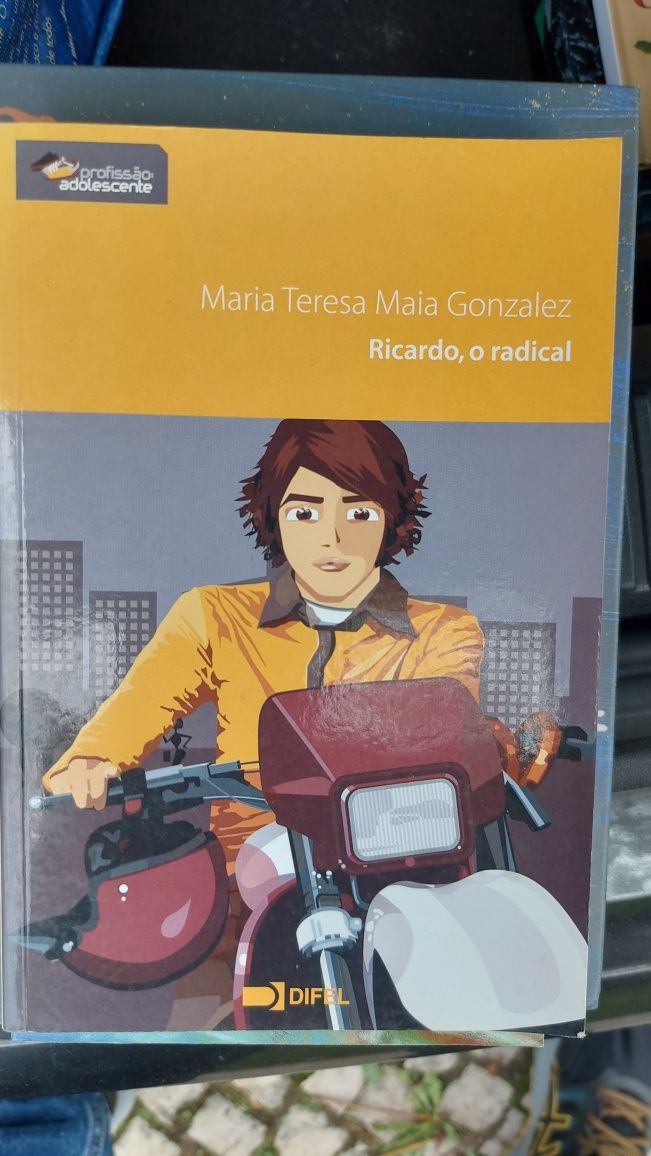 profissão:
adolescente
Maria Teresa Maia Gonzalez
Ricardo, o radical
DIFEL